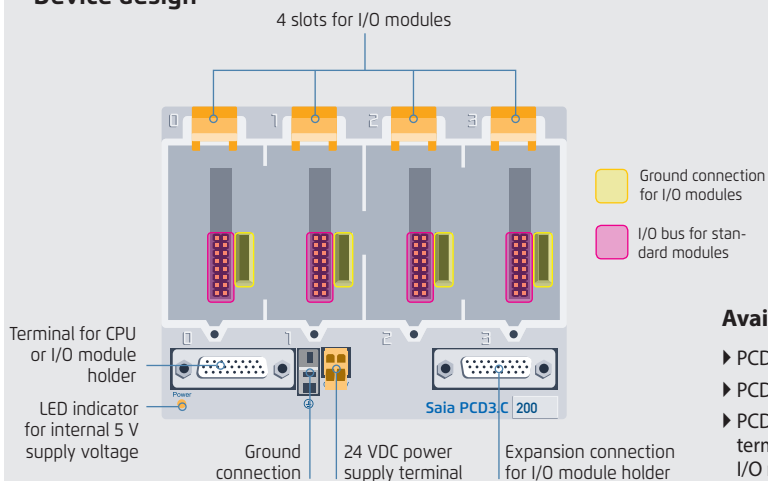 Device design
4 slots for I/O modules
0 1 2 3
Ground connection
for I/O modules
I/O bus for stan-
dard modules
0 1 2 3
Terminal for CPU
or I/O module
holder
Power
LED indicator
for internal 5 V
supply voltage
Saia PCD3.C 200
Ground
connection
24 VDC power
supply terminal
Expansion connection
for I/O module holder
Avai
PCD
PCD
PCD
term
I/O